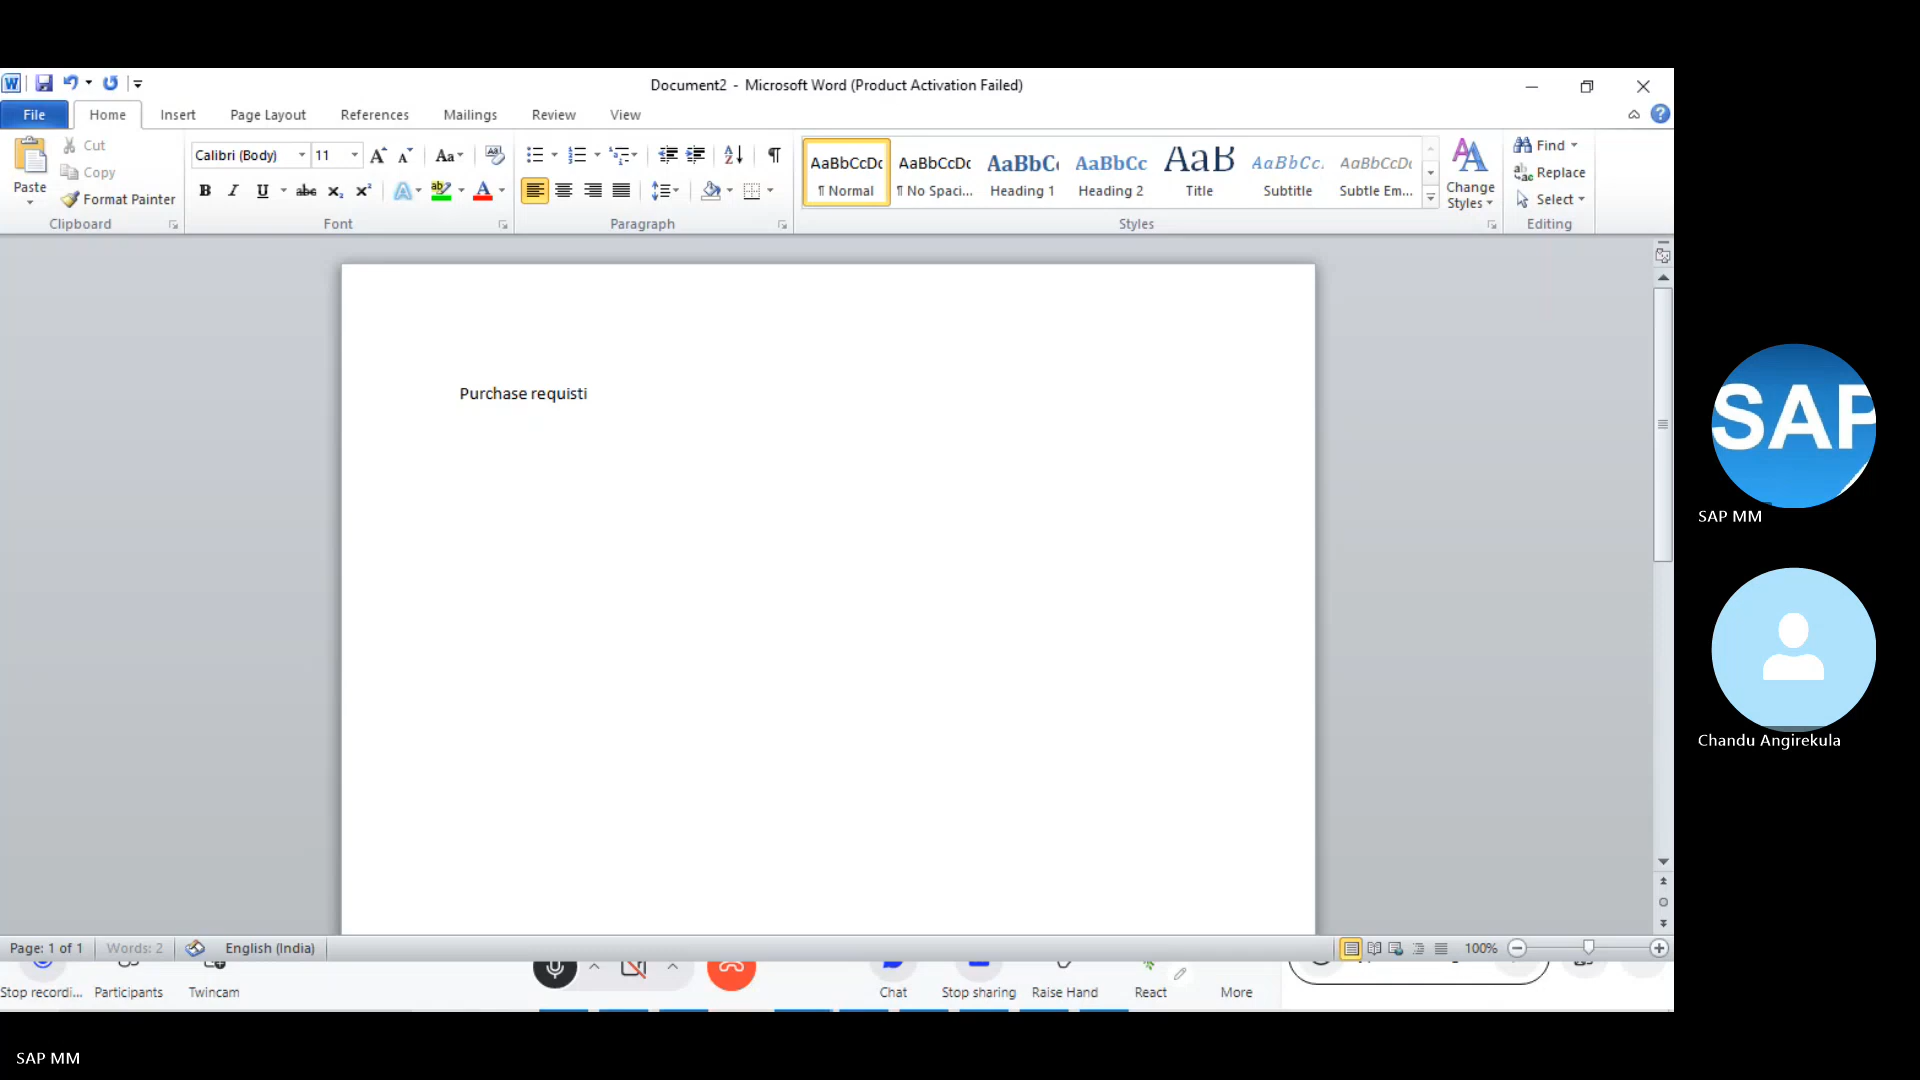 Document2 - Microsoft Word (Product Activation Failed)
File Home Insert Page Layout References Mailings Review View
Paste
Cut
Copy
Format Painter
Clipboard
Calibri (Body) 11
Font
Paragraph
AaBbCcDc AaBbCcDc AaBbC AaBbCc AaB AaBbCc. AaBbCcDc
¶ Normal ¶ No Spaci... Heading 1 Heading 2 Title Subtitle Subtle Em...
Change Styles
Styles
Find
Replace
Select
Editing
Purchase requisti
SAP
SAP MM
Chandu Angirekula
Page: 1 of 1 Words: 2 English (India) 100%
Stop recordi... Participants Twincam Chat Stop sharing Raise Hand React More
SAP MM